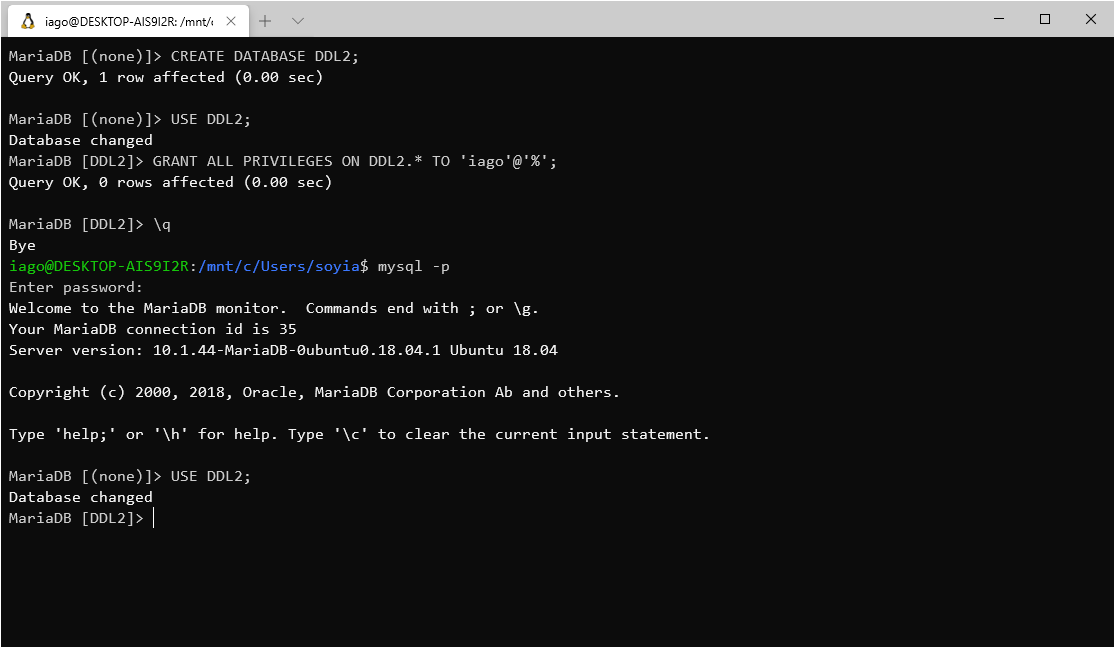 iago@DESKTOP-AIS9I2R: /mnt/c
MariaDB [(none)]> CREATE DATABASE DDL2;
Query OK, 1 row affected (0.00 sec)
MariaDB [(none)]> USE DDL2;
Database changed
MariaDB [DDL2]> GRANT ALL PRIVILEGES ON DDL2.* TO 'iago'@'%';
Query OK, 0 rows affected (0.00 sec)
MariaDB [DDL2]> \q
Bye
iago@DESKTOP-AIS9I2R:/mnt/c/Users/soyia$ mysql -p
Enter password:
Welcome to the MariaDB monitor.  Commands end with ; or \g.
Your MariaDB connection id is 35
Server version: 10.1.44-MariaDB-0ubuntu0.18.04.1 Ubuntu 18.04
Copyright (c) 2000, 2018, Oracle, MariaDB Corporation Ab and others.
Type 'help;' or '\h' for help. Type '\c' to clear the current input statement.
MariaDB [(none)]> USE DDL2;
Database changed
MariaDB [DDL2]>